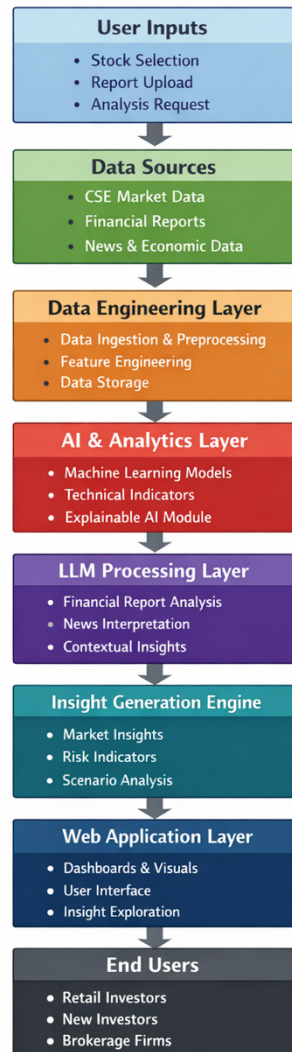 User Inputs
• Stock Selection
• Report Upload
• Analysis Request
Data Sources
• CSE Market Data
• Financial Reports
• News & Economic Data
Data Engineering Layer
• Data Ingestion & Preprocessing
• Feature Engineering
• Data Storage
AI & Analytics Layer
• Machine Learning Models
• Technical Indicators
• Explainable AI Module
LLM Processing Layer
• Financial Report Analysis
• News Interpretation
• Contextual Insights
Insight Generation Engine
• Market Insights
• Risk Indicators
• Scenario Analysis
Web Application Layer
• Dashboards & Visuals
• User Interface
• Insight Exploration
End Users
• Retail Investors
• New Investors
• Brokerage Firms